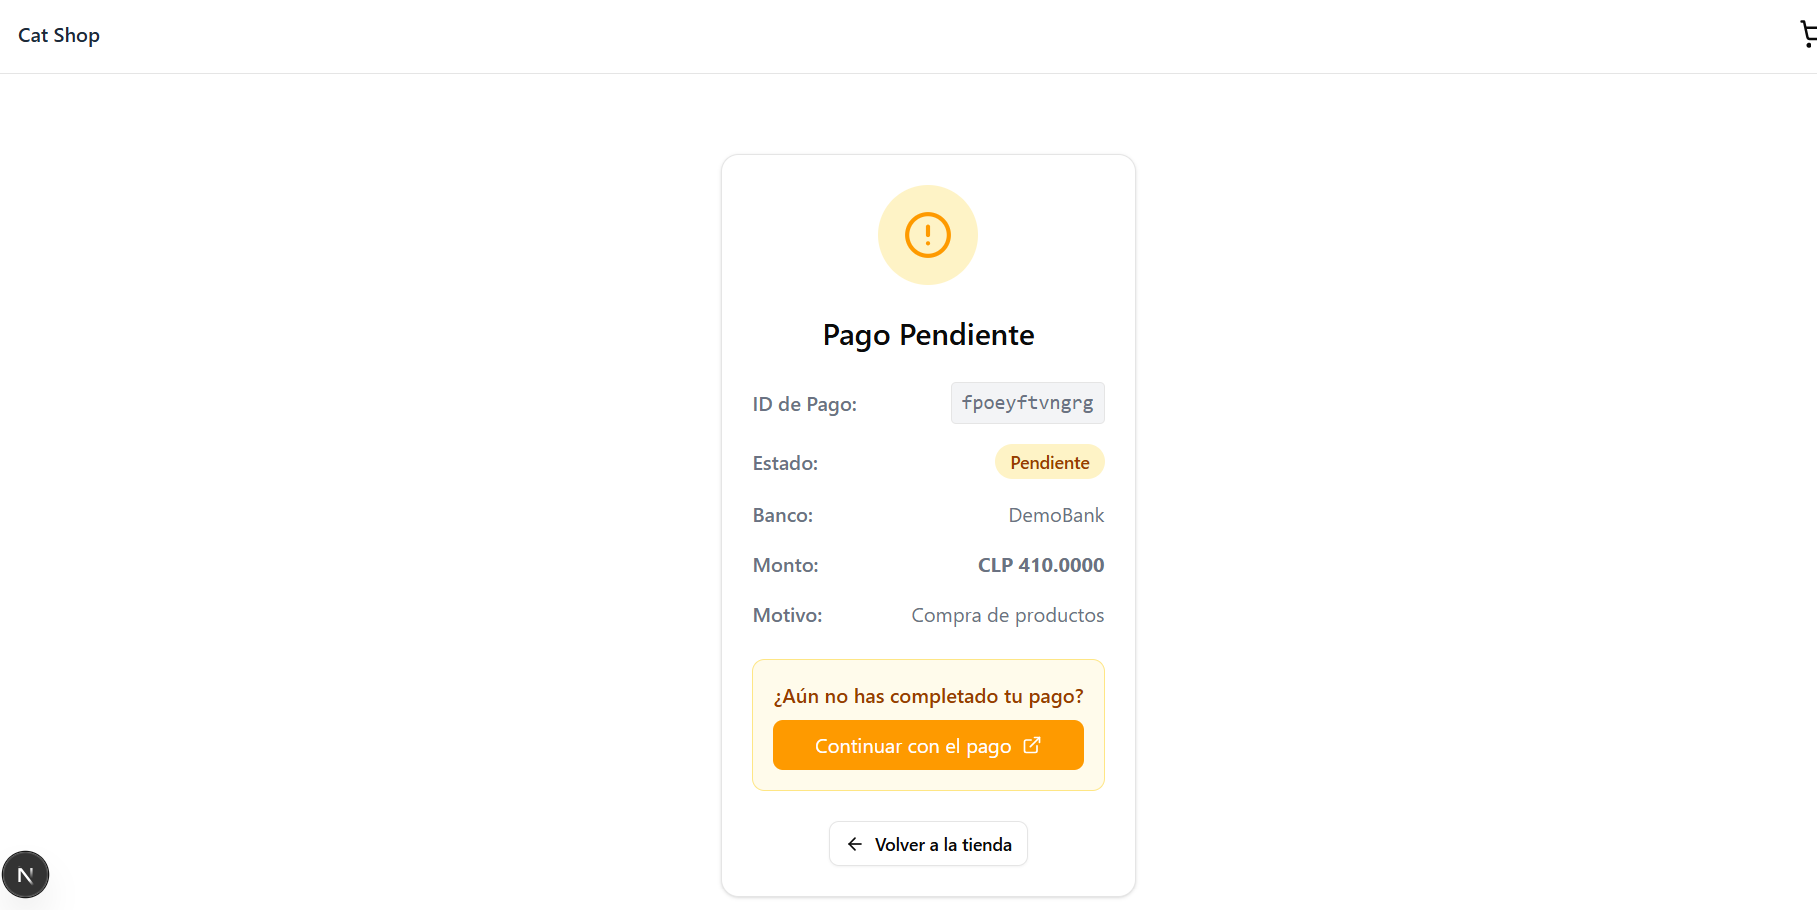 Cat Shop
Pago Pendiente
ID de Pago: fpoeyftvngrg
Estado: Pendiente
Banco: DemoBank
Monto: CLP 410.0000
Motivo: Compra de productos
¿Aún no has completado tu pago?
Continuar con el pago
Volver a la tienda
N